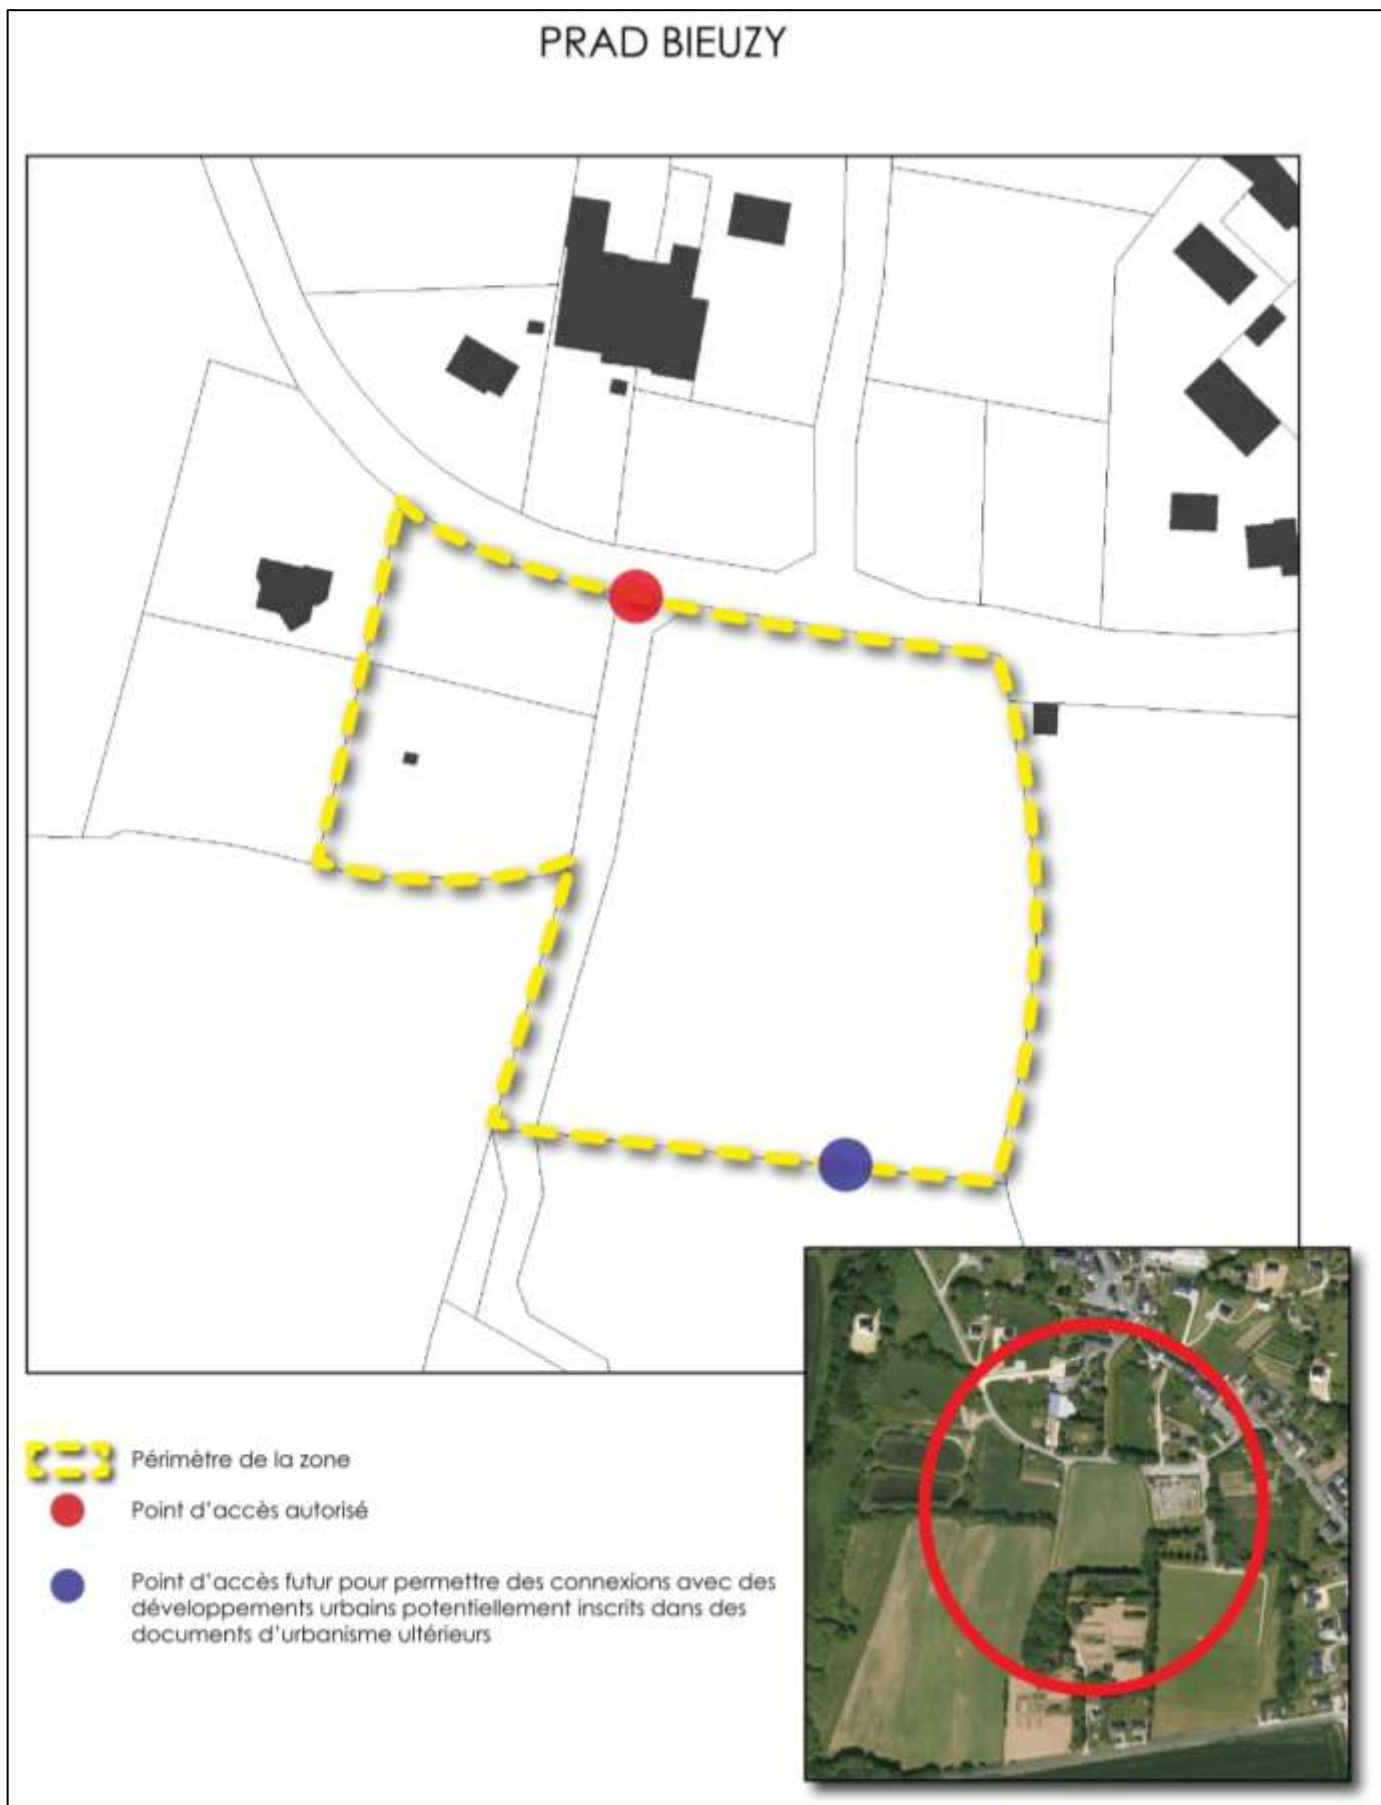 PRAD BIEUZY
Périmètre de la zone
Point d'accès autorisé
Point d'accès futur pour permettre des connexions avec des
développements urbains potentiellement inscrits dans des
documents d'urbanisme ultérieurs